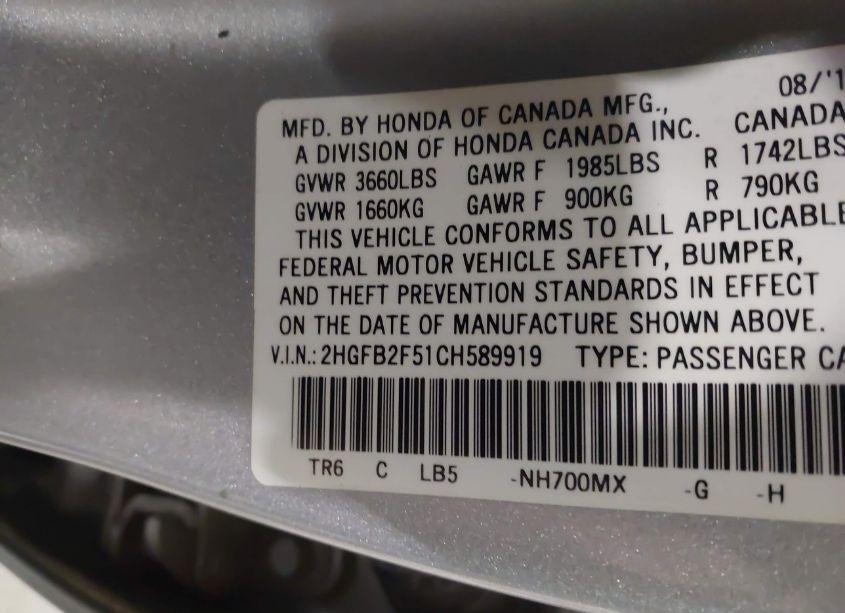 08/'1
MFD. BY HONDA OF CANADA MFG.,
A DIVISION OF HONDA CANADA INC. CANADA
GVWR 3660LBS GAWR F 1985LBS R 1742LBS
GVWR 1660KG GAWR F 900KG R 790KG
THIS VEHICLE CONFORMS TO ALL APPLICABLE
FEDERAL MOTOR VEHICLE SAFETY, BUMPER,
AND THEFT PREVENTION STANDARDS IN EFFECT
ON THE DATE OF MANUFACTURE SHOWN ABOVE.
V.I.N.: 2HGFB2F51CH589919 TYPE: PASSENGER CA
TR6 C LB5 -NH700MX -G -H